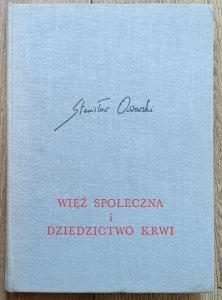 Stanisław Ossowski
WIĘŹ SPOŁECZNA
i
DZIEDZICTWO KRWI